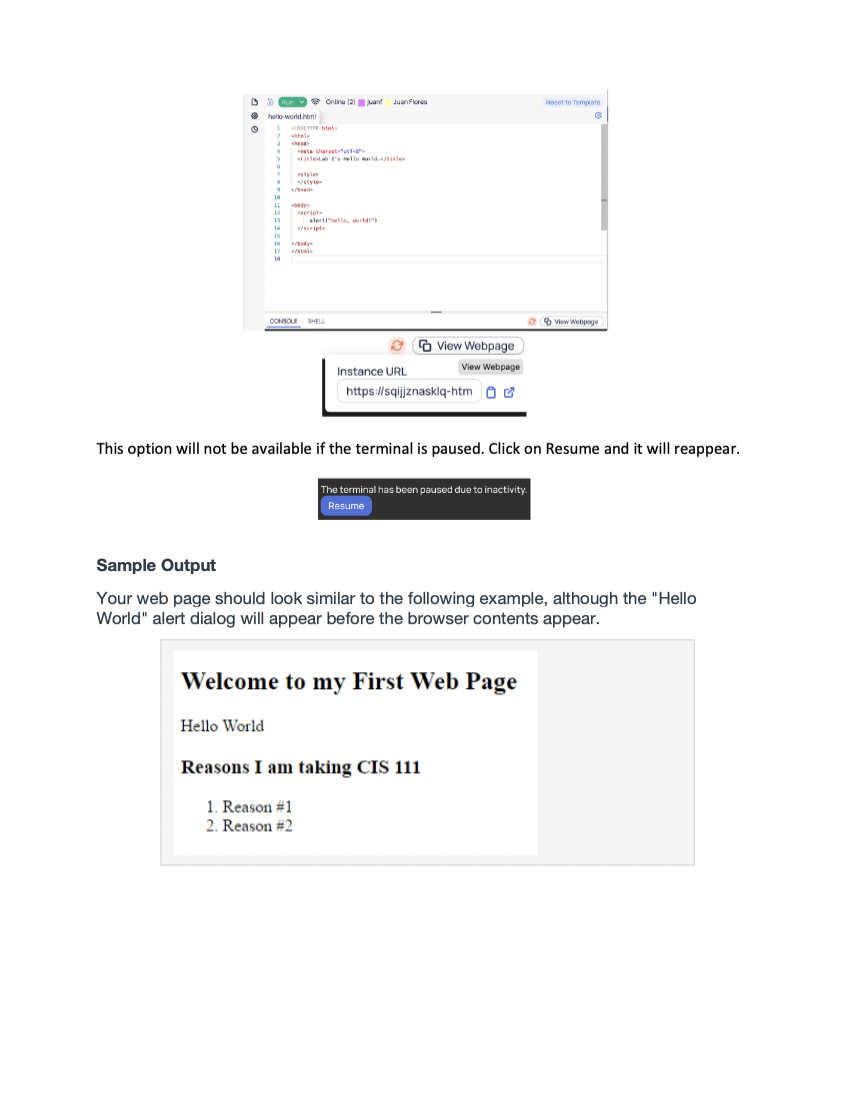 Run Online (2) juanf Juan Flores Reset to Template
hello-world.html
1 <!DOCTYPE html>
2 <html>
3 <head>
4 <meta charset="utf-8">
5 <title>Lab 1's Hello World.</title>
6
7 <style>
8 </style>
9 </head>
10
11 <body>
12 <script>
13 alert("hello, world!")
14 </script>
15
16 </body>
17 </html>
18
CONSOLE SHELL View Webpage
View Webpage
View Webpage
Instance URL
https://sqijjznasklq-htm
This option will not be available if the terminal is paused. Click on Resume and it will reappear.
The terminal has been paused due to inactivity.
Resume
Sample Output
Your web page should look similar to the following example, although the "Hello
World" alert dialog will appear before the browser contents appear.
Welcome to my First Web Page
Hello World
Reasons I am taking CIS 111
1. Reason #1
2. Reason #2